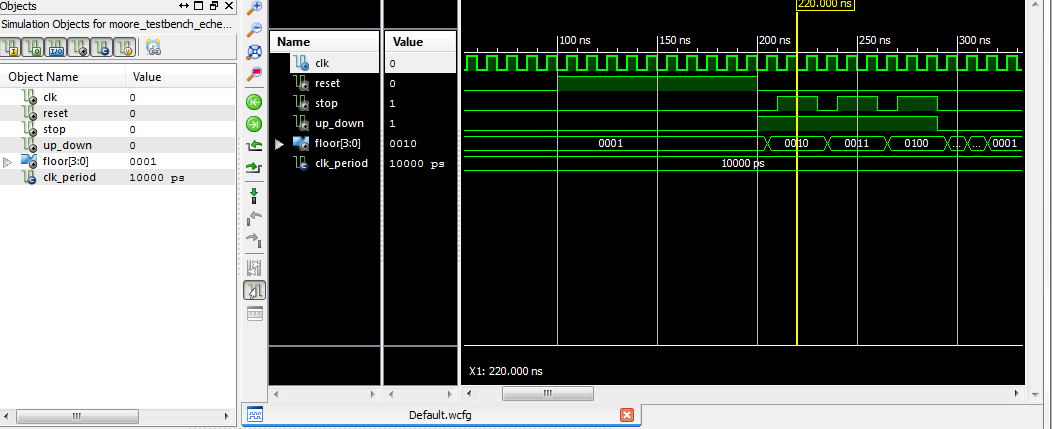 Objects
Simulation Objects for moore_testbench_eche...
Object Name Value
clk 0
reset 0
stop 0
up_down 0
floor[3:0] 0001
clk_period 10000 ps
220.000 ns
Name Value
100 ns 150 ns 200 ns 250 ns 300 ns
clk 0
reset 0
stop 1
up_down 1
floor[3:0] 0010 0001 0010 0011 0100 ... ... 0001
clk_period 10000 ps 10000 ps
X1: 220.000 ns
Default.wcfg